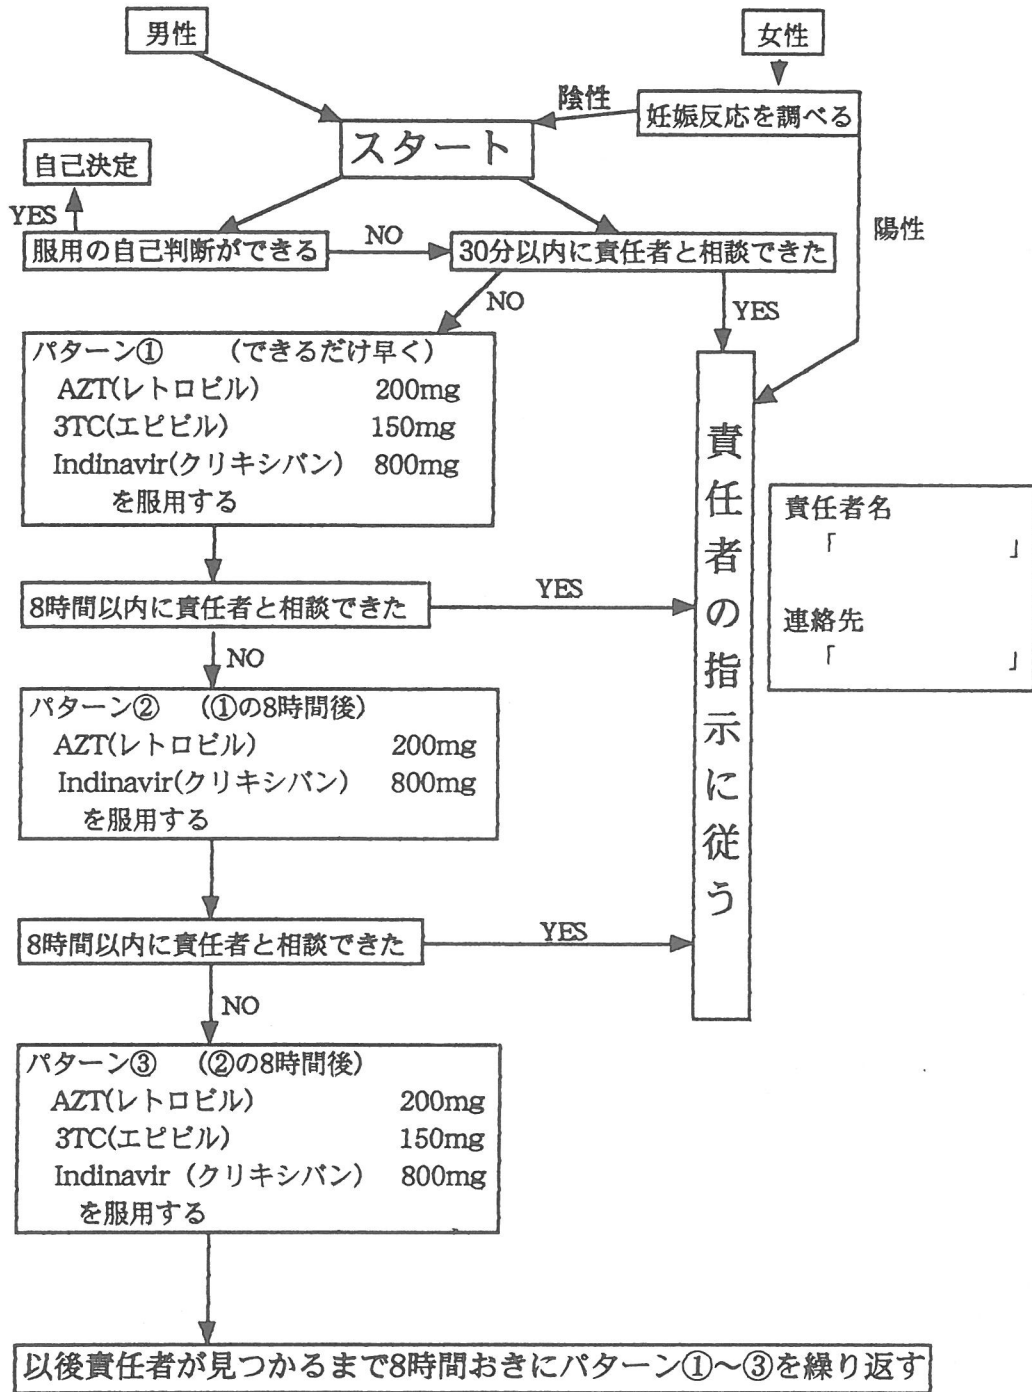 男性
女性
陰性
妊娠反応を調べる
スタート
自己決定
YES
陽性
服用の自己判断ができる
NO
30分以内に責任者と相談できた
NO
YES
パターン① (できるだけ早く)
AZT(レトロビル) 200mg
3TC(エピビル) 150mg
Indinavir(クリキシバン) 800mg
を服用する
責任者の指示に従う
責任者名
「 」
連絡先
「 」
8時間以内に責任者と相談できた
YES
NO
パターン② (①の8時間後)
AZT(レトロビル) 200mg
Indinavir(クリキシバン) 800mg
を服用する
8時間以内に責任者と相談できた
YES
NO
パターン③ (②の8時間後)
AZT(レトロビル) 200mg
3TC(エピビル) 150mg
Indinavir (クリキシバン) 800mg
を服用する
以後責任者が見つかるまで8時間おきにパターン①～③を繰り返す